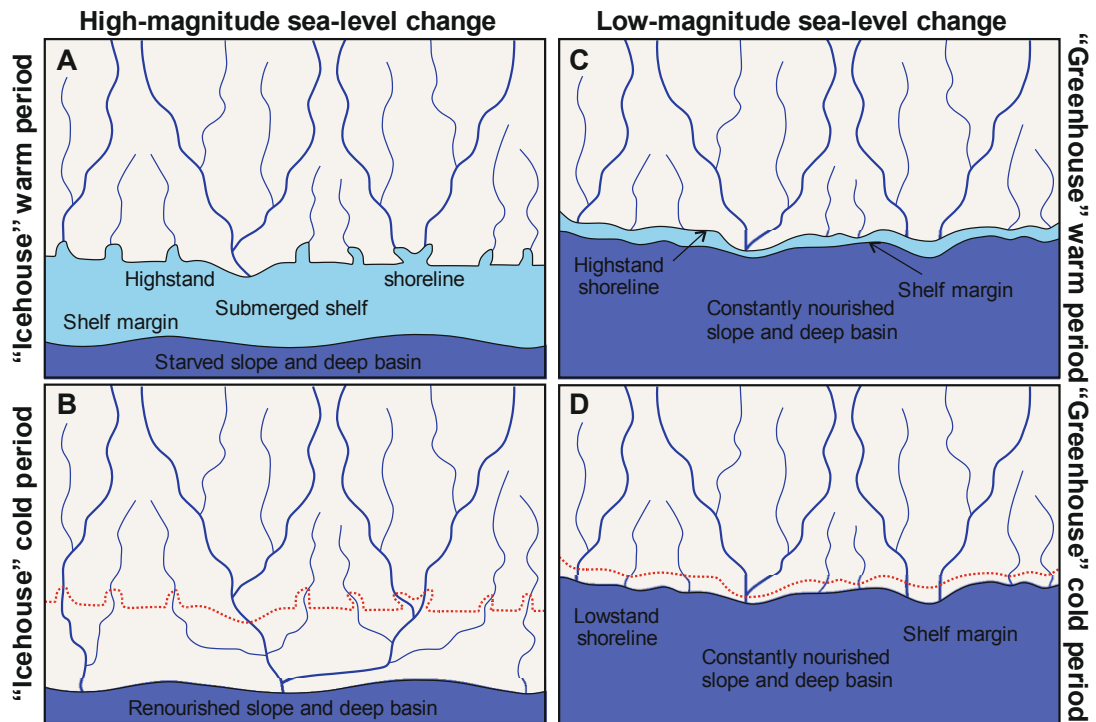 High-magnitude sea-level change
Low-magnitude sea-level change
"Icehouse" warm period
A
Highstand
shoreline
Submerged shelf
Shelf margin
Starved slope and deep basin
C
Highstand
shoreline
Shelf margin
Constantly nourished
slope and deep basin
"Greenhouse" warm period
"Icehouse" cold period
B
Renourished slope and deep basin
D
Lowstand
shoreline
Shelf margin
Constantly nourished
slope and deep basin
"Greenhouse" cold period